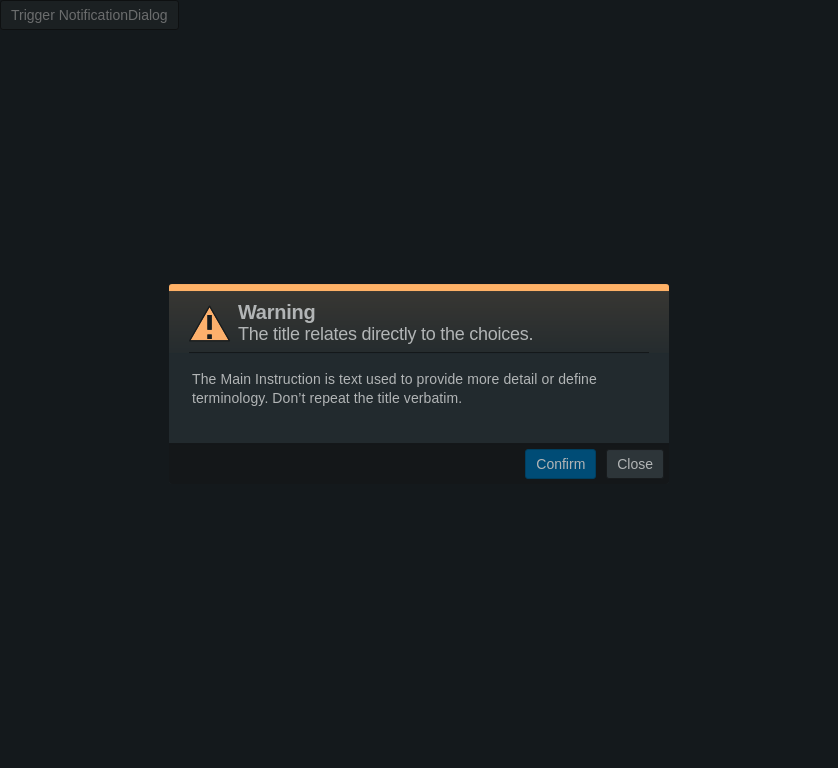 Trigger NotificationDialog
Warning
The title relates directly to the choices.
The Main Instruction is text used to provide more detail or define
terminology. Don't repeat the title verbatim.
Confirm Close